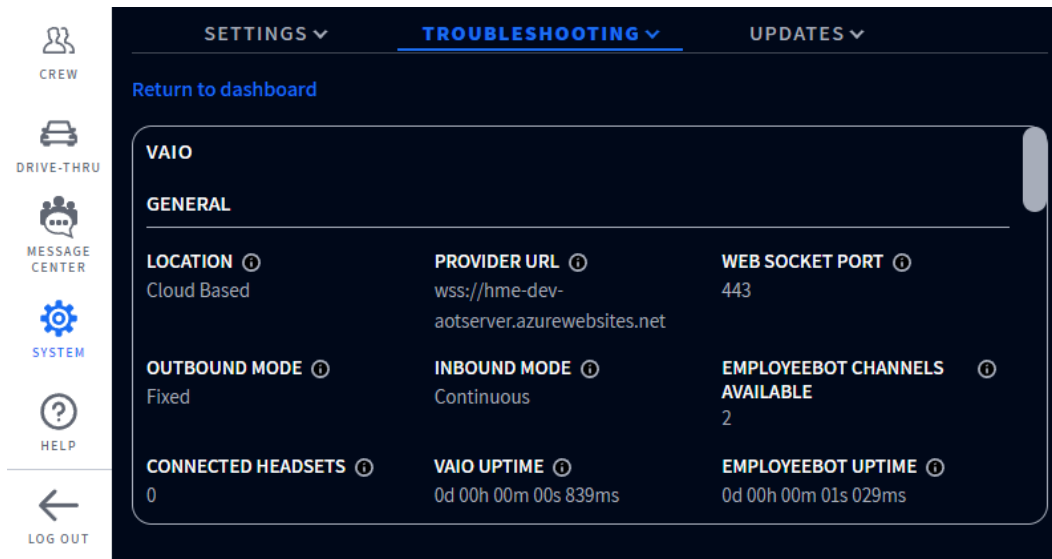 CREW
DRIVE-THRU
MESSAGE
CENTER
SYSTEM
HELP
LOG OUT
SETTINGS
TROUBLESHOOTING
UPDATES
Return to dashboard
VAIO
GENERAL
LOCATION
Cloud Based
PROVIDER URL
wss://hme-dev-
aotserver.azurewebsites.net
WEB SOCKET PORT
443
OUTBOUND MODE
Fixed
INBOUND MODE
Continuous
EMPLOYEEBOT CHANNELS
AVAILABLE
2
CONNECTED HEADSETS
0
VAIO UPTIME
0d 00h 00m 00s 839ms
EMPLOYEEBOT UPTIME
0d 00h 00m 01s 029ms